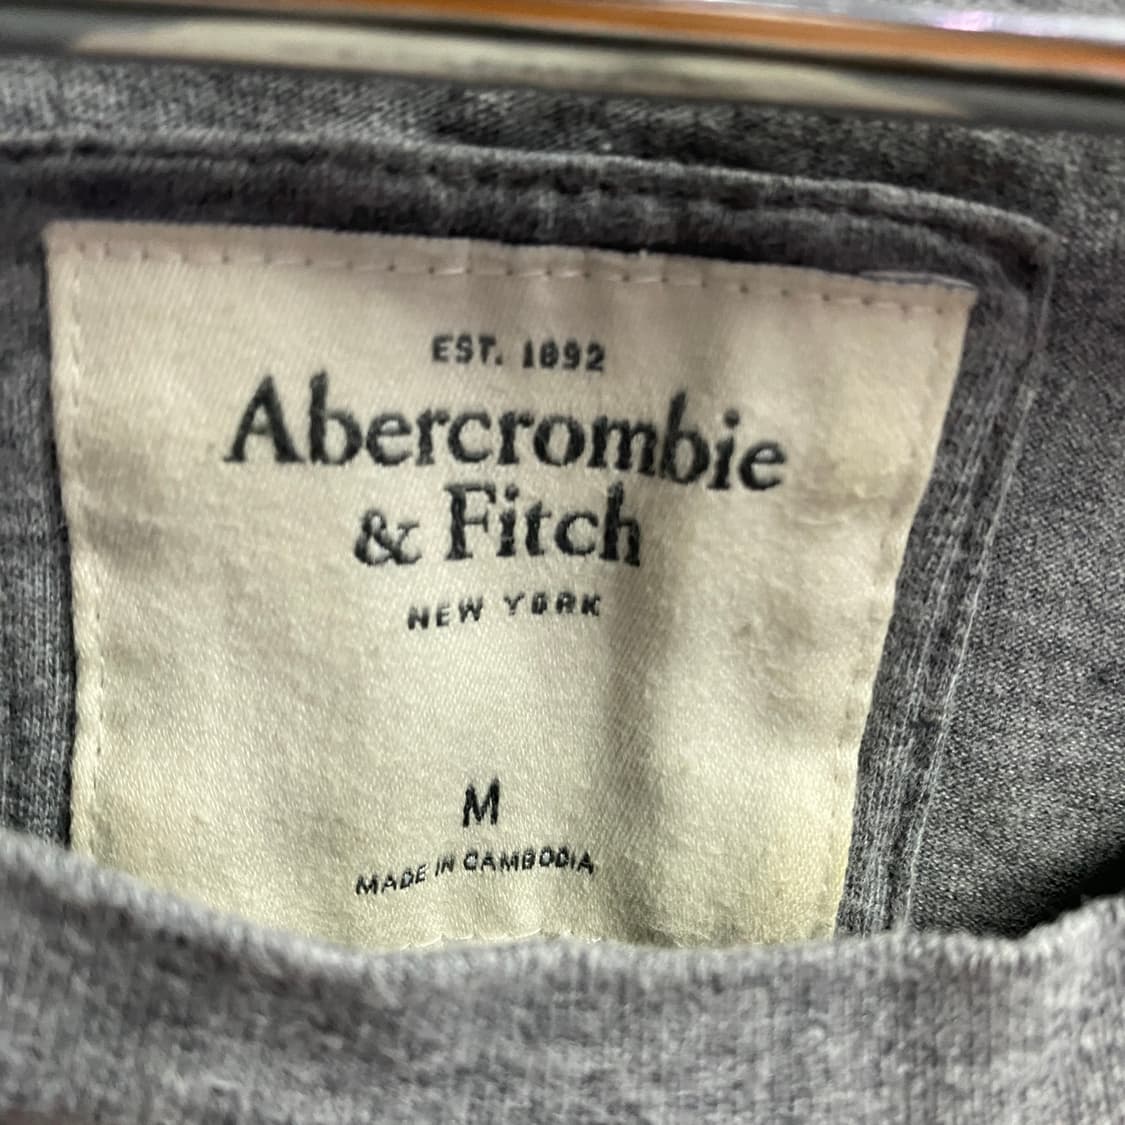 EST. 1892
Abercrombie
& Fitch
NEW YORK
M
MADE IN CAMBODIA